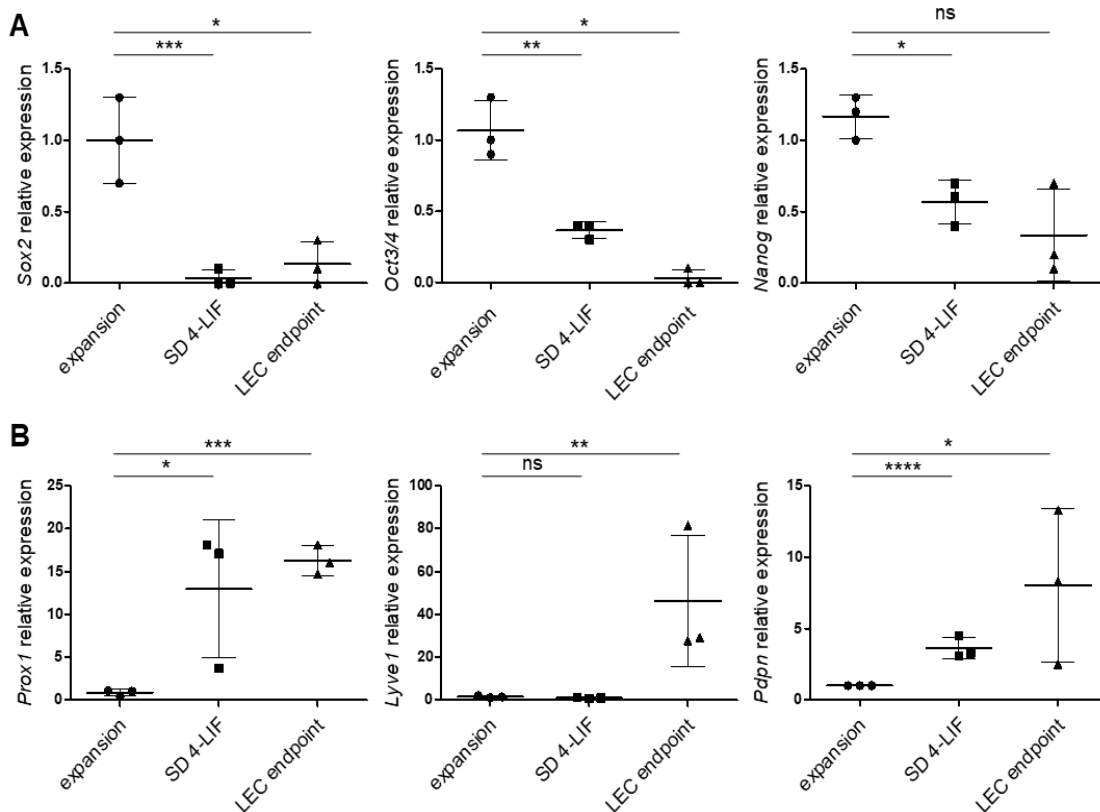 A
*
***
Sox2 relative expression
1.5
1.0
0.5
0.0
expansion
SD 4-LIF
LEC endpoint
*
**
Oct3/4 relative expression
1.5
1.0
0.5
0.0
expansion
SD 4-LIF
LEC endpoint
ns
*
Nanog relative expression
1.5
1.0
0.5
0.0
expansion
SD 4-LIF
LEC endpoint
B
***
*
Prox1 relative expression
25
20
15
10
5
0
expansion
SD 4-LIF
LEC endpoint
**
ns
Lyve1 relative expression
100
80
60
40
20
0
expansion
SD 4-LIF
LEC endpoint
*
****
Pdpn relative expression
15
10
5
0
expansion
SD 4-LIF
LEC endpoint